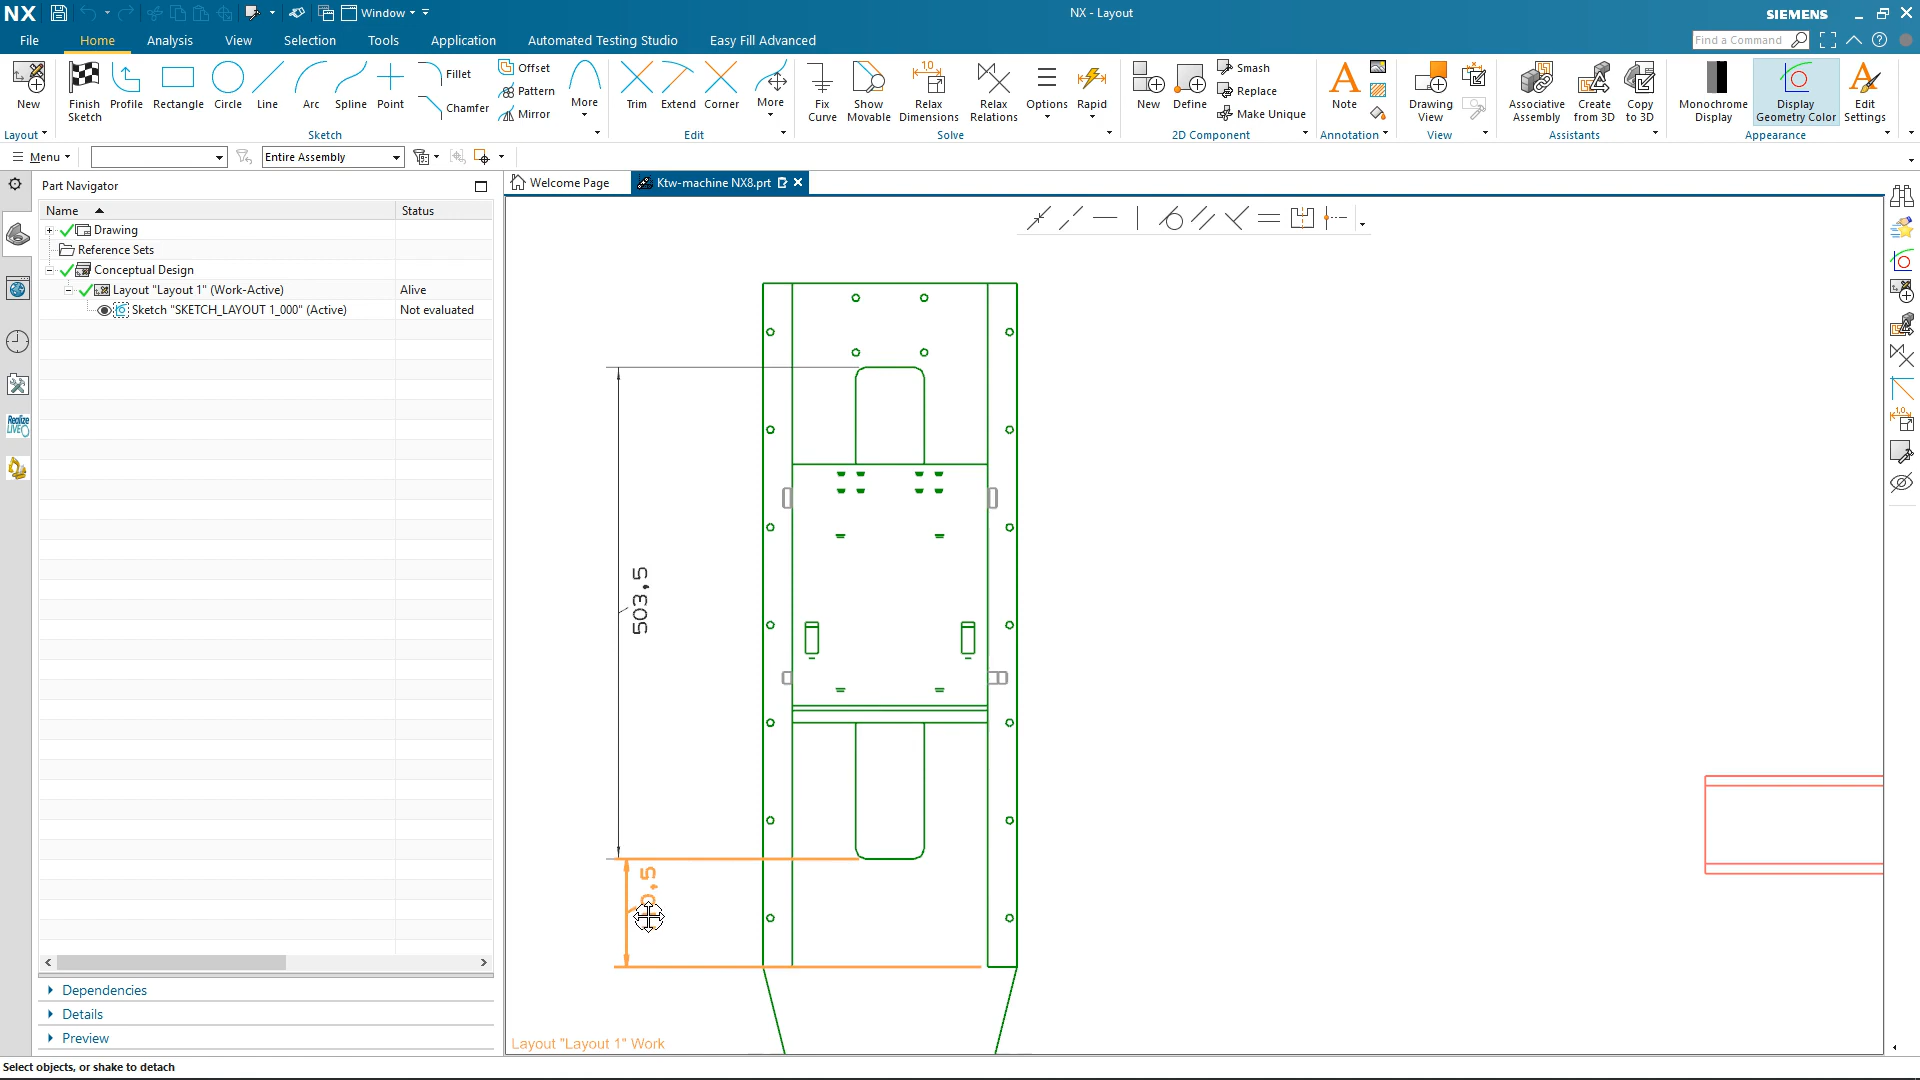 NX
Window
NX - Layout
SIEMENS
File
Home
Analysis
View
Selection
Tools
Application
Automated Testing Studio
Easy Fill Advanced
Find a Command
New
Finish Sketch
Profile
Rectangle
Circle
Line
Arc
Spline
Point
Fillet
Chamfer
Offset
Pattern
Mirror
More
Trim
Extend
Corner
More
Fix Curve
Show Movable
Relax Dimensions
Relax Relations
Options
Rapid
New
Define
Smash
Replace
Make Unique
Note
Drawing View
Associative Assembly
Create from 3D
Copy to 3D
Monochrome Display
Display Geometry Color
Edit Settings
Layout
Sketch
Edit
Solve
2D Component
Annotation
View
Assistants
Appearance
Menu
Entire Assembly
Part Navigator
Welcome Page
Ktw-machine NX8.prt
Name
Status
Drawing
Reference Sets
Conceptual Design
Layout "Layout 1" (Work-Active)
Alive
Sketch "SKETCH_LAYOUT 1_000" (Active)
Not evaluated
Realize
LIVE
503,5
Dependencies
Details
Preview
Layout "Layout 1" Work
Select objects, or shake to detach